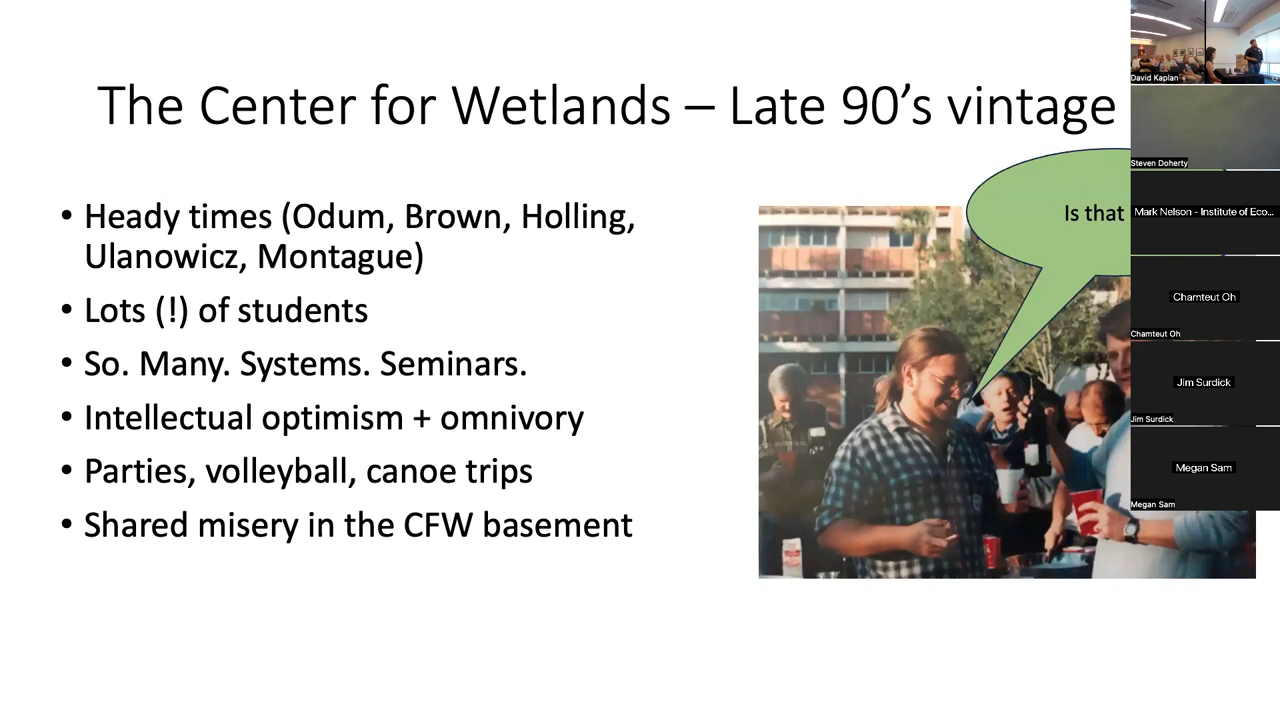 The Center for Wetlands – Late 90’s vintage
• Heady times (Odum, Brown, Holling,
Ulanowicz, Montague)
• Lots (!) of students
• So. Many. Systems. Seminars.
• Intellectual optimism + omnivory
• Parties, volleyball, canoe trips
• Shared misery in the CFW basement
Is that
David Kaplan
Steven Doherty
Mark Nelson - Institute of Eco...
Chamteut Oh
Chamteut Oh
Jim Surdick
Jim Surdick
Megan Sam
Megan Sam